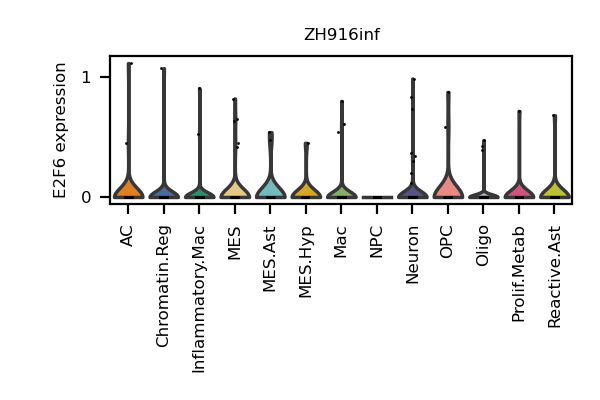 ZH916inf
E2F6 expression
1
0
AC
Chromatin.Reg
Inflammatory.Mac
MES
MES.Ast
MES.Hyp
Mac
NPC
Neuron
OPC
Oligo
Prolif.Metab
Reactive.Ast